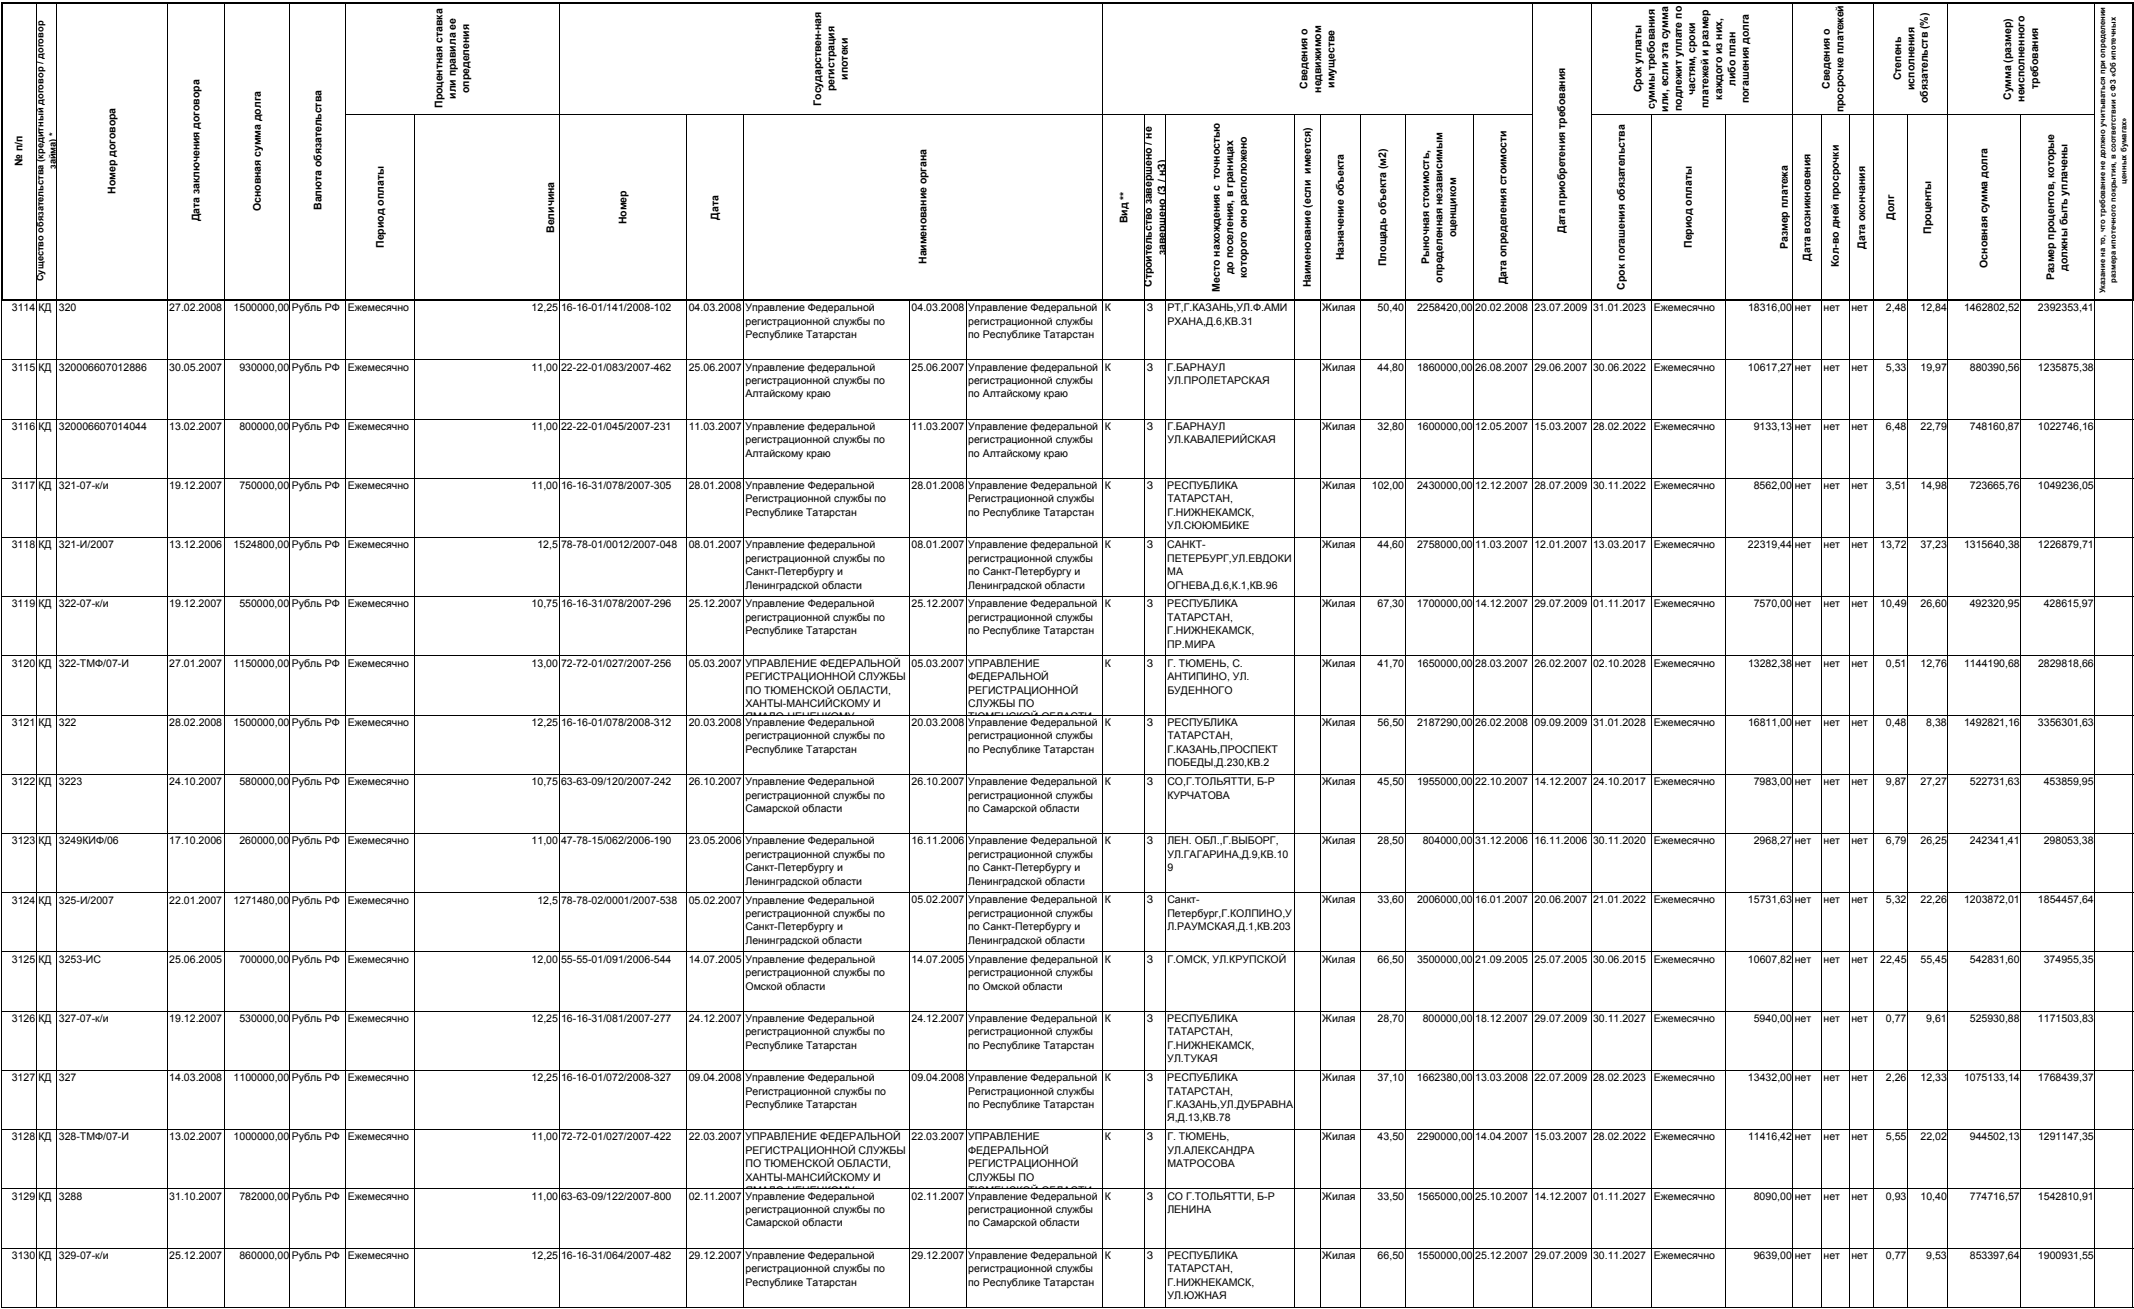 № п/п
Существо обязательства (кредитный договор / договор займа) *
Номер договора
Дата заключения договора
Основная сумма долга
Валюта обязательства
Процентная ставка или правила ее определения
Период оплаты
Величина
Государствен-ная регистрация ипотеки
Номер
Дата
Наименование органа
Сведения о недвижимом имуществе
Вид **
Строительство завершено / не завершено (З / нЗ)
Место нахождения с точностью до поселения, в границах которого оно расположено
Наименование (если имеется)
Назначение объекта
Площадь объекта (м2)
Рыночная стоимость, определенная независимым оценщиком
Дата определения стоимости
Дата приобретения требования
Срок уплаты суммы требования или, если эта сумма подлежит уплате по частям, сроки платежей и размер каждого из них, либо план погашения долга
Срок погашения обязательства
Период оплаты
Размер платежа
Сведения о просрочке платежей
Дата возникновения
Кол-во дней просрочки
Дата окончания
Степень исполнения обязательств (%)
Долг
Проценты
Сумма (размер) неисполненного требования
Основная сумма долга
Размер процентов, которые должны быть уплачены
Указание на то, что требование не должно учитываться при определении размера ипотечного покрытия, в соответствии с ФЗ «Об ипотечных ценных бумагах»
3114 КД 320 27.02.2008 1500000,00 Рубль РФ Ежемесячно 12,25 16-16-01/141/2008-102 04.03.2008 Управление Федеральной регистрационной службы по Республике Татарстан 04.03.2008 Управление Федеральной регистрационной службы по Республике Татарстан К З РТ,Г.КАЗАНЬ,УЛ.Ф.АМИРХАНА,Д.6,КВ.31 Жилая 50,40 2258420,00 20.02.2008 23.07.2009 31.01.2023 Ежемесячно 18316,00 нет нет нет 2,48 12,84 1462802,52 2392353,41
3115 КД 320006607012886 30.05.2007 930000,00 Рубль РФ Ежемесячно 11,00 22-22-01/083/2007-462 25.06.2007 Управление федеральной регистрационной службы по Алтайскому краю 25.06.2007 Управление федеральной регистрационной службы по Алтайскому краю К З Г.БАРНАУЛ УЛ.ПРОЛЕТАРСКАЯ Жилая 44,80 1860000,00 26.08.2007 29.06.2007 30.06.2022 Ежемесячно 10617,27 нет нет нет 5,33 19,97 880390,56 1235875,38
3116 КД 320006607014044 13.02.2007 800000,00 Рубль РФ Ежемесячно 11,00 22-22-01/045/2007-231 11.03.2007 Управление федеральной регистрационной службы по Алтайскому краю 11.03.2007 Управление федеральной регистрационной службы по Алтайскому краю К З Г.БАРНАУЛ УЛ.КАВАЛЕРИЙСКАЯ Жилая 32,80 1600000,00 12.05.2007 15.03.2007 28.02.2022 Ежемесячно 9133,13 нет нет нет 6,48 22,79 748160,87 1022746,16
3117 КД 321-07-к/и 19.12.2007 750000,00 Рубль РФ Ежемесячно 11,00 16-16-31/078/2007-305 28.01.2008 Управление Федеральной Регистрационной службы по Республике Татарстан 28.01.2008 Управление Федеральной Регистрационной службы по Республике Татарстан К З РЕСПУБЛИКА ТАТАРСТАН, Г.НИЖНЕКАМСК, УЛ.СЮЮМБИКЕ Жилая 102,00 2430000,00 12.12.2007 28.07.2009 30.11.2022 Ежемесячно 8562,00 нет нет нет 3,51 14,98 723665,76 1049236,05
3118 КД 321-И/2007 13.12.2006 1524800,00 Рубль РФ Ежемесячно 12,5 78-78-01/0012/2007-048 08.01.2007 Управление федеральной регистрационной службы по Санкт-Петербургу и Ленинградской области 08.01.2007 Управление федеральной регистрационной службы по Санкт-Петербургу и Ленинградской области К З САНКТ-ПЕТЕРБУРГ,УЛ.ЕВДОКИМА ОГНЕВА,Д.6,К.1,КВ.96 Жилая 44,60 2758000,00 11.03.2007 12.01.2007 13.03.2017 Ежемесячно 22319,44 нет нет нет 13,72 37,23 1315640,38 1226879,71
3119 КД 322-07-к/и 19.12.2007 550000,00 Рубль РФ Ежемесячно 10,75 16-16-31/078/2007-296 25.12.2007 Управление Федеральной регистрационной службы по Республике Татарстан 25.12.2007 Управление Федеральной регистрационной службы по Республике Татарстан К З РЕСПУБЛИКА ТАТАРСТАН, Г.НИЖНЕКАМСК, ПР.МИРА Жилая 67,30 1700000,00 14.12.2007 29.07.2009 01.11.2017 Ежемесячно 7570,00 нет нет нет 10,49 26,60 492320,95 428615,97
3120 КД 322-ТМФ/07-И 27.01.2007 1150000,00 Рубль РФ Ежемесячно 13,00 72-72-01/027/2007-256 05.03.2007 УПРАВЛЕНИЕ ФЕДЕРАЛЬНОЙ РЕГИСТРАЦИОННОЙ СЛУЖБЫ ПО ТЮМЕНСКОЙ ОБЛАСТИ, ХАНТЫ-МАНСИЙСКОМУ И 05.03.2007 УПРАВЛЕНИЕ ФЕДЕРАЛЬНОЙ РЕГИСТРАЦИОННОЙ СЛУЖБЫ ПО К З Г. ТЮМЕНЬ, С. АНТИПИНО, УЛ. БУДЕННОГО Жилая 41,70 1650000,00 28.03.2007 26.02.2007 02.10.2028 Ежемесячно 13282,38 нет нет нет 0,51 12,76 1144190,68 2829818,66
3121 КД 322 28.02.2008 1500000,00 Рубль РФ Ежемесячно 12,25 16-16-01/078/2008-312 20.03.2008 Управление Федеральной регистрационной службы по Республике Татарстан 20.03.2008 Управление Федеральной регистрационной службы по Республике Татарстан К З РЕСПУБЛИКА ТАТАРСТАН, Г.КАЗАНЬ,ПРОСПЕКТ ПОБЕДЫ,Д.230,КВ.2 Жилая 56,50 2187290,00 26.02.2008 09.09.2009 31.01.2028 Ежемесячно 16811,00 нет нет нет 0,48 8,38 1492821,16 3356301,63
3122 КД 3223 24.10.2007 580000,00 Рубль РФ Ежемесячно 10,75 63-63-09/120/2007-242 26.10.2007 Управление Федеральной регистрационной службы по Самарской области 26.10.2007 Управление Федеральной регистрационной службы по Самарской области К З СО,Г.ТОЛЬЯТТИ, Б-Р КУРЧАТОВА Жилая 45,50 1955000,00 22.10.2007 14.12.2007 24.10.2017 Ежемесячно 7983,00 нет нет нет 9,87 27,27 522731,63 453859,95
3123 КД 3249КИФ/06 17.10.2006 260000,00 Рубль РФ Ежемесячно 11,00 47-78-15/062/2006-190 23.05.2006 Управление Федеральной регистрационной службы по Санкт-Петербургу и Ленинградской области 16.11.2006 Управление Федеральной регистрационной службы по Санкт-Петербургу и Ленинградской области К З ЛЕН. ОБЛ.,Г.ВЫБОРГ, УЛ.ГАГАРИНА,Д.9,КВ.109 Жилая 28,50 804000,00 31.12.2006 16.11.2006 30.11.2020 Ежемесячно 2968,27 нет нет нет 6,79 26,25 242341,41 298053,38
3124 КД 325-И/2007 22.01.2007 1271480,00 Рубль РФ Ежемесячно 12,5 78-78-02/0001/2007-538 05.02.2007 Управление Федеральной регистрационной службы по Санкт-Петербургу и Ленинградской области 05.02.2007 Управление Федеральной регистрационной службы по Санкт-Петербургу и Ленинградской области К З Санкт-Петербург,Г.КОЛПИНО,УЛ.РАУМСКАЯ,Д.1,КВ.203 Жилая 33,60 2006000,00 16.01.2007 20.06.2007 21.01.2022 Ежемесячно 15731,63 нет нет нет 5,32 22,26 1203872,01 1854457,64
3125 КД 3253-ИС 25.06.2005 700000,00 Рубль РФ Ежемесячно 12,00 55-55-01/091/2006-544 14.07.2005 Управление федеральной регистрационной службы по Омской области 14.07.2005 Управление федеральной регистрационной службы по Омской области К З Г.ОМСК, УЛ.КРУПСКОЙ Жилая 66,50 3500000,00 21.09.2005 25.07.2005 30.06.2015 Ежемесячно 10607,82 нет нет нет 22,45 55,45 542831,60 374955,35
3126 КД 327-07-к/и 19.12.2007 530000,00 Рубль РФ Ежемесячно 12,25 16-16-31/081/2007-277 24.12.2007 Управление Федеральной регистрационной службы по Республике Татарстан 24.12.2007 Управление Федеральной регистрационной службы по Республике Татарстан К З РЕСПУБЛИКА ТАТАРСТАН, Г.НИЖНЕКАМСК, УЛ.ТУКАЯ Жилая 28,70 800000,00 18.12.2007 29.07.2009 30.11.2027 Ежемесячно 5940,00 нет нет нет 0,77 9,61 525930,88 1171503,83
3127 КД 327 14.03.2008 1100000,00 Рубль РФ Ежемесячно 12,25 16-16-01/072/2008-327 09.04.2008 Управление Федеральной Регистрационной службы по Республике Татарстан 09.04.2008 Управление Федеральной Регистрационной службы по Республике Татарстан К З РЕСПУБЛИКА ТАТАРСТАН, Г.КАЗАНЬ,УЛ.ДУБРАВНАЯ,Д.13,КВ.78 Жилая 37,10 1662380,00 13.03.2008 22.07.2009 28.02.2023 Ежемесячно 13432,00 нет нет нет 2,26 12,33 1075133,14 1768439,37
3128 КД 328-ТМФ/07-И 13.02.2007 1000000,00 Рубль РФ Ежемесячно 11,00 72-72-01/027/2007-422 22.03.2007 УПРАВЛЕНИЕ ФЕДЕРАЛЬНОЙ РЕГИСТРАЦИОННОЙ СЛУЖБЫ ПО ТЮМЕНСКОЙ ОБЛАСТИ, ХАНТЫ-МАНСИЙСКОМУ И 22.03.2007 УПРАВЛЕНИЕ ФЕДЕРАЛЬНОЙ РЕГИСТРАЦИОННОЙ СЛУЖБЫ ПО К З Г. ТЮМЕНЬ, УЛ.АЛЕКСАНДРА МАТРОСОВА Жилая 43,50 2290000,00 14.04.2007 15.03.2007 28.02.2022 Ежемесячно 11416,42 нет нет нет 5,55 22,02 944502,13 1291147,35
3129 КД 3288 31.10.2007 782000,00 Рубль РФ Ежемесячно 11,00 63-63-09/122/2007-800 02.11.2007 Управление Федеральной регистрационной службы по Самарской области 02.11.2007 Управление Федеральной регистрационной службы по Самарской области К З СО Г.ТОЛЬЯТТИ, Б-Р ЛЕНИНА Жилая 33,50 1565000,00 25.10.2007 14.12.2007 01.11.2027 Ежемесячно 8090,00 нет нет нет 0,93 10,40 774716,57 1542810,91
3130 КД 329-07-к/и 25.12.2007 860000,00 Рубль РФ Ежемесячно 12,25 16-16-31/064/2007-482 29.12.2007 Управление Федеральной регистрационной службы по Республике Татарстан 29.12.2007 Управление Федеральной регистрационной службы по Республике Татарстан К З РЕСПУБЛИКА ТАТАРСТАН, Г.НИЖНЕКАМСК, УЛ.ЮЖНАЯ Жилая 66,50 1550000,00 25.12.2007 29.07.2009 30.11.2027 Ежемесячно 9639,00 нет нет нет 0,77 9,53 853397,64 1900931,55